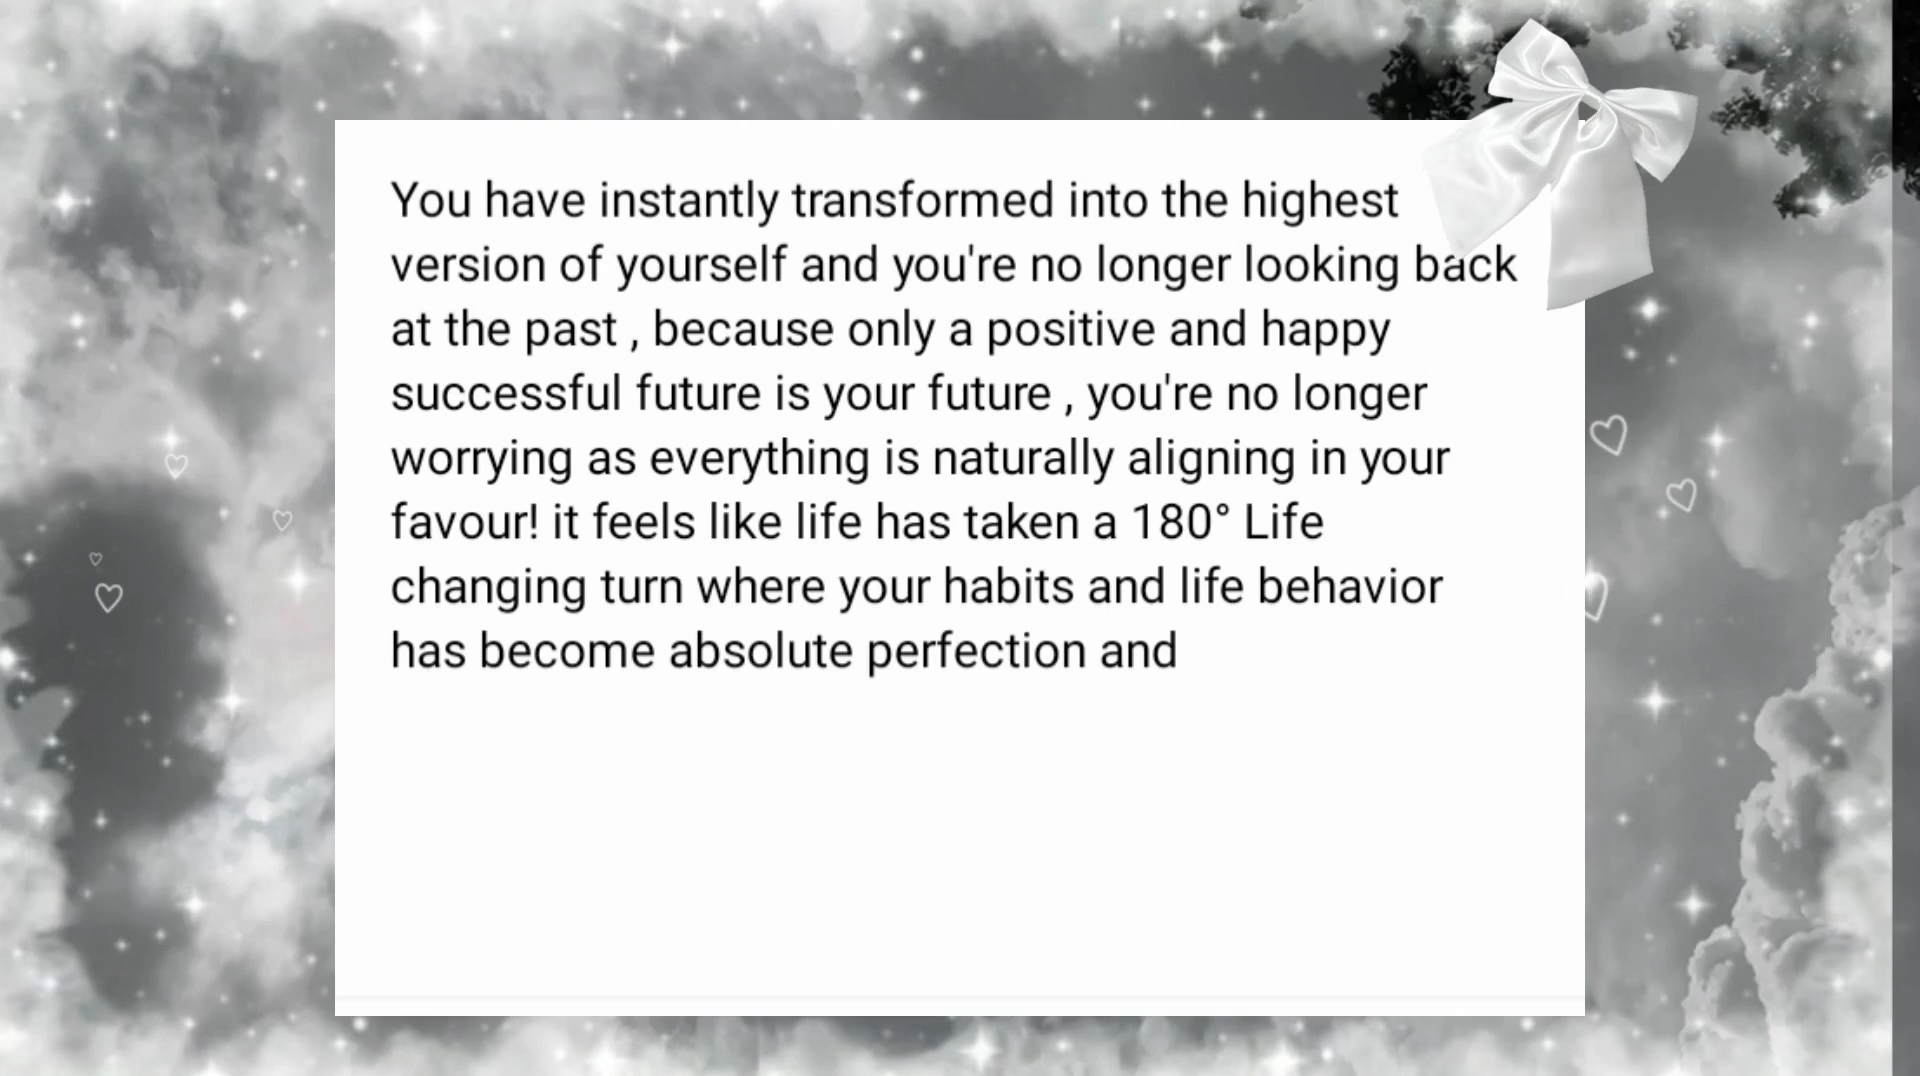 You have instantly transformed into the highest
version of yourself and you're no longer looking back
at the past , because only a positive and happy
successful future is your future , you're no longer
worrying as everything is naturally aligning in your
favour! it feels like life has taken a 180° Life
changing turn where your habits and life behavior
has become absolute perfection and